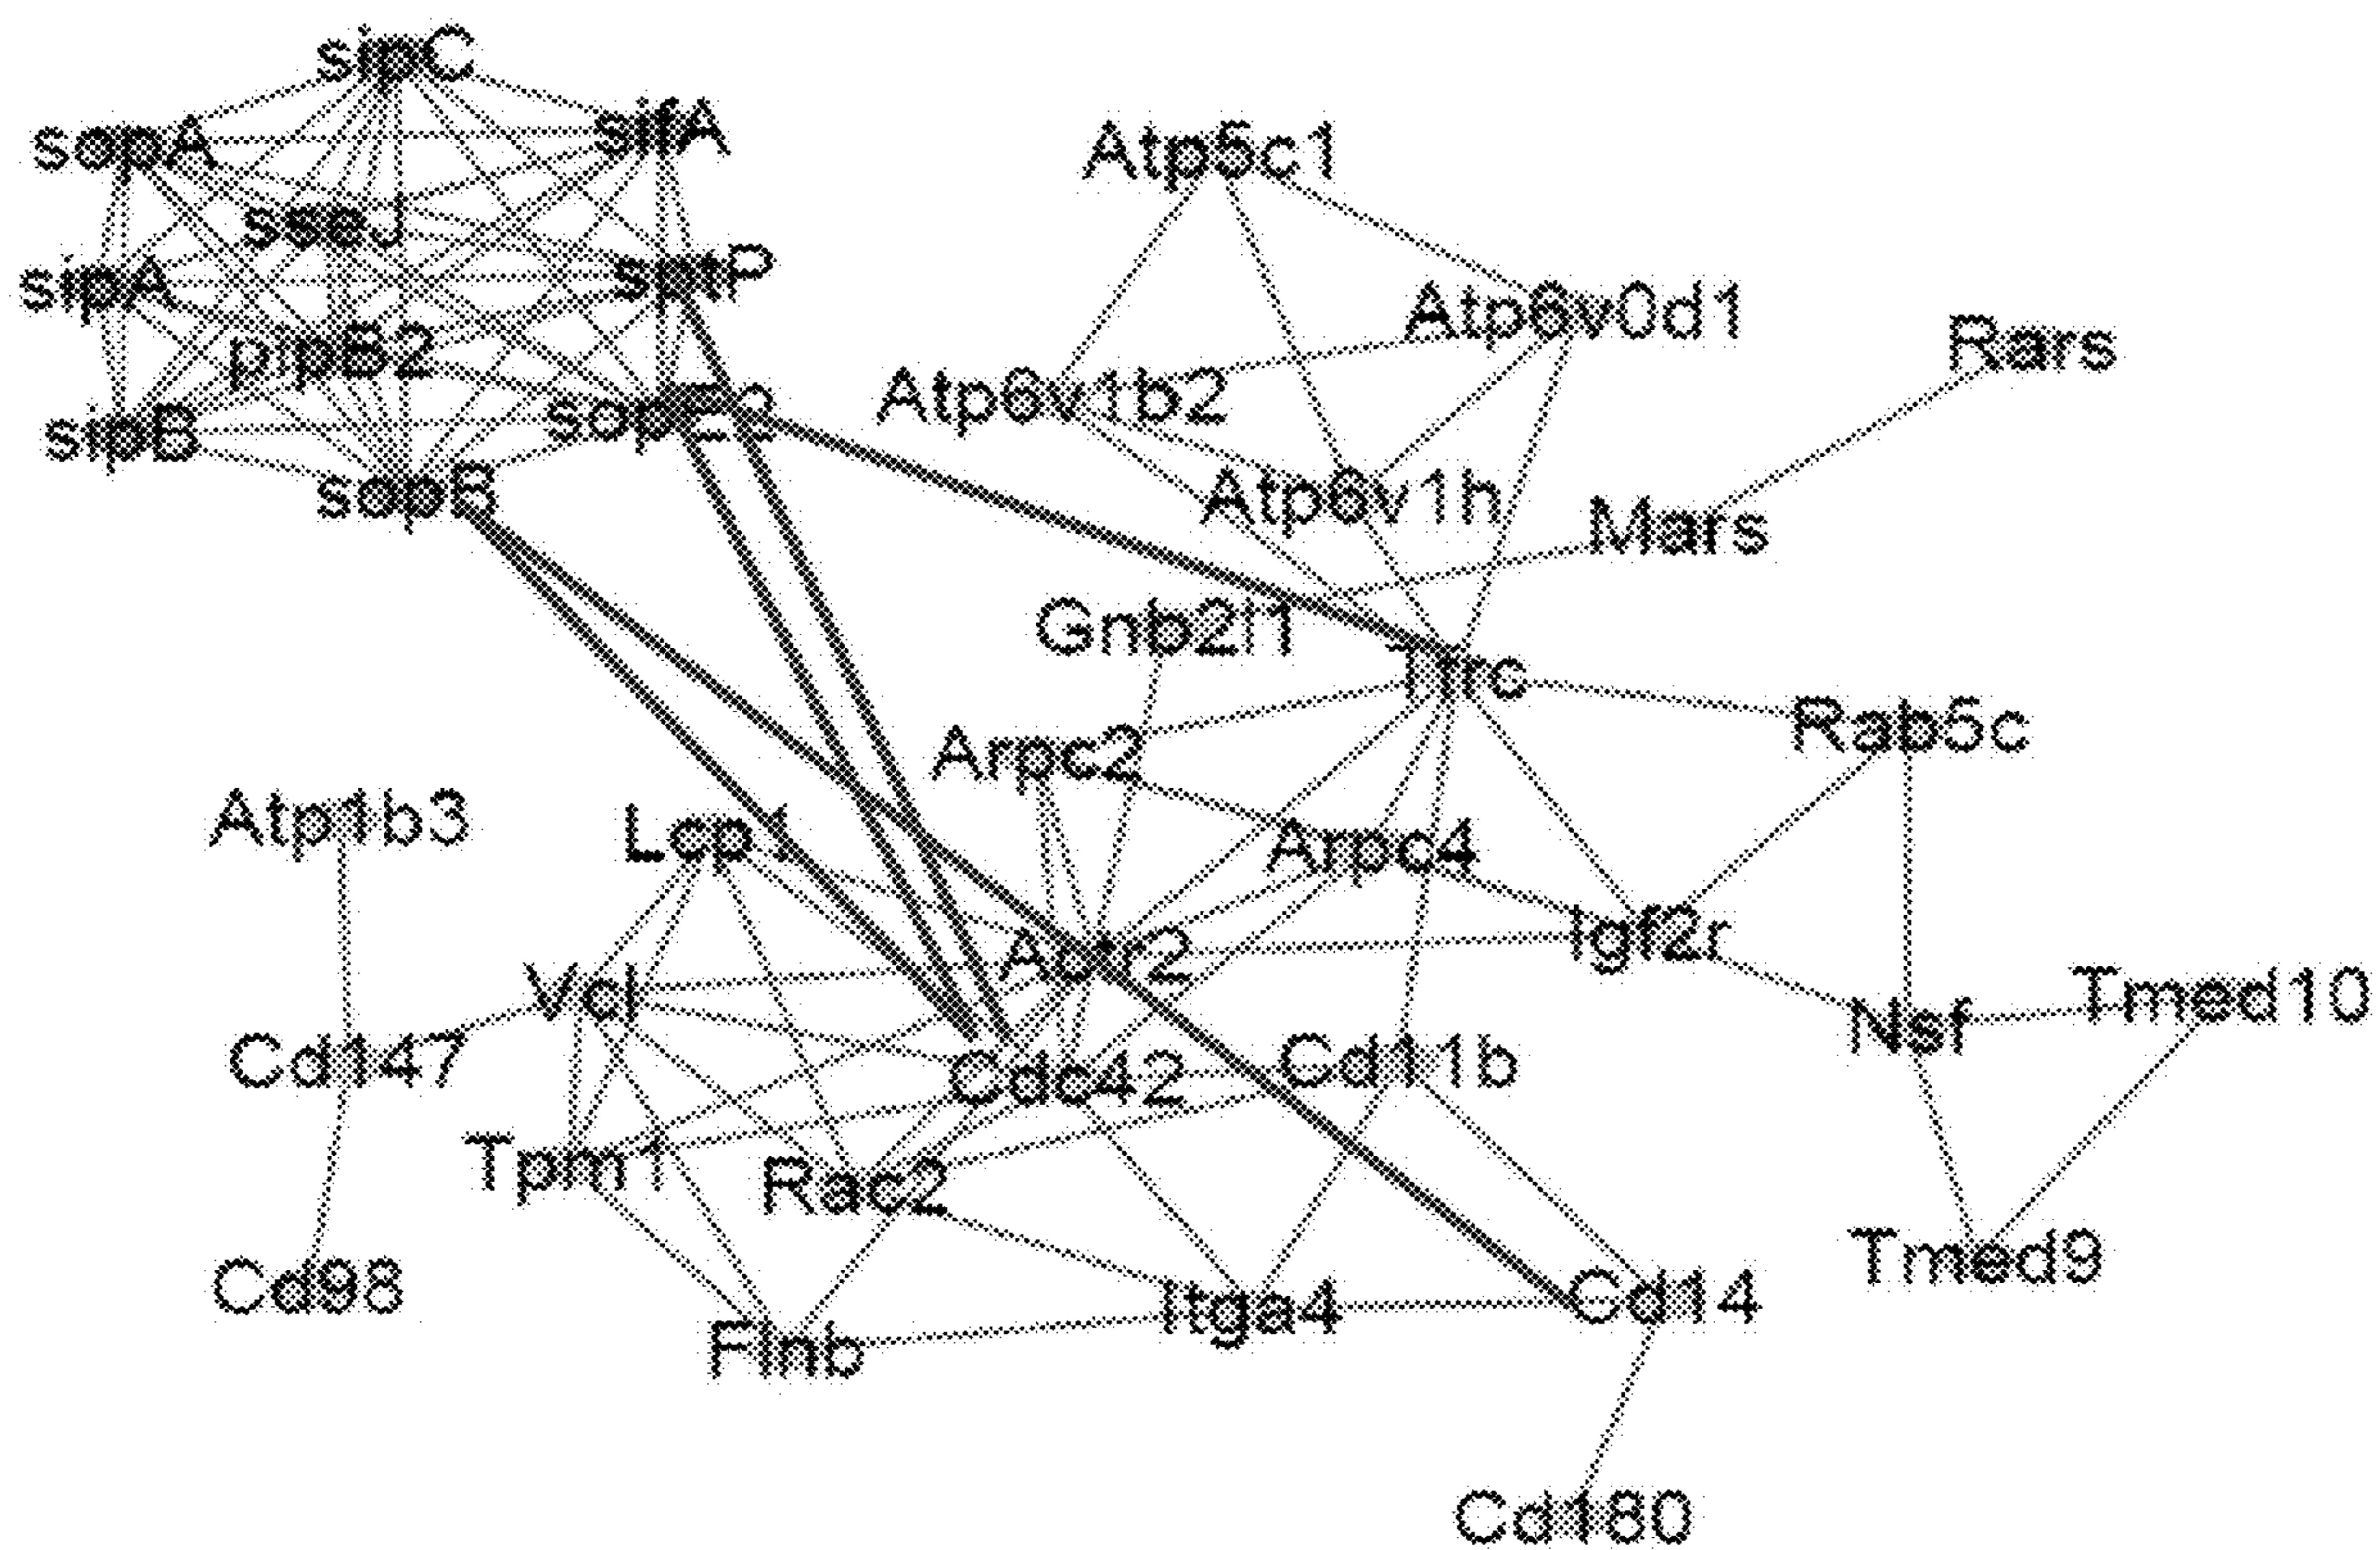 sipC
sopA
sifA
Atp5c1
sseJ
sipA
sptP
Atp6v0d1
Rars
pipB2
Atp6v1b2
sipB
sopE2
sopB
Atp6v1h
Mars
Gnb2l1
Tfrc
Rab5c
Arpc2
Atp1b3
Lcp1
Arpc4
Igf2r
Actr2
Vcl
Nsf
Tmed10
Cd147
Cdc42
Cd11b
Tpm1
Rac2
Tmed9
Cd98
Itga4
Cd14
Flnb
Cd180